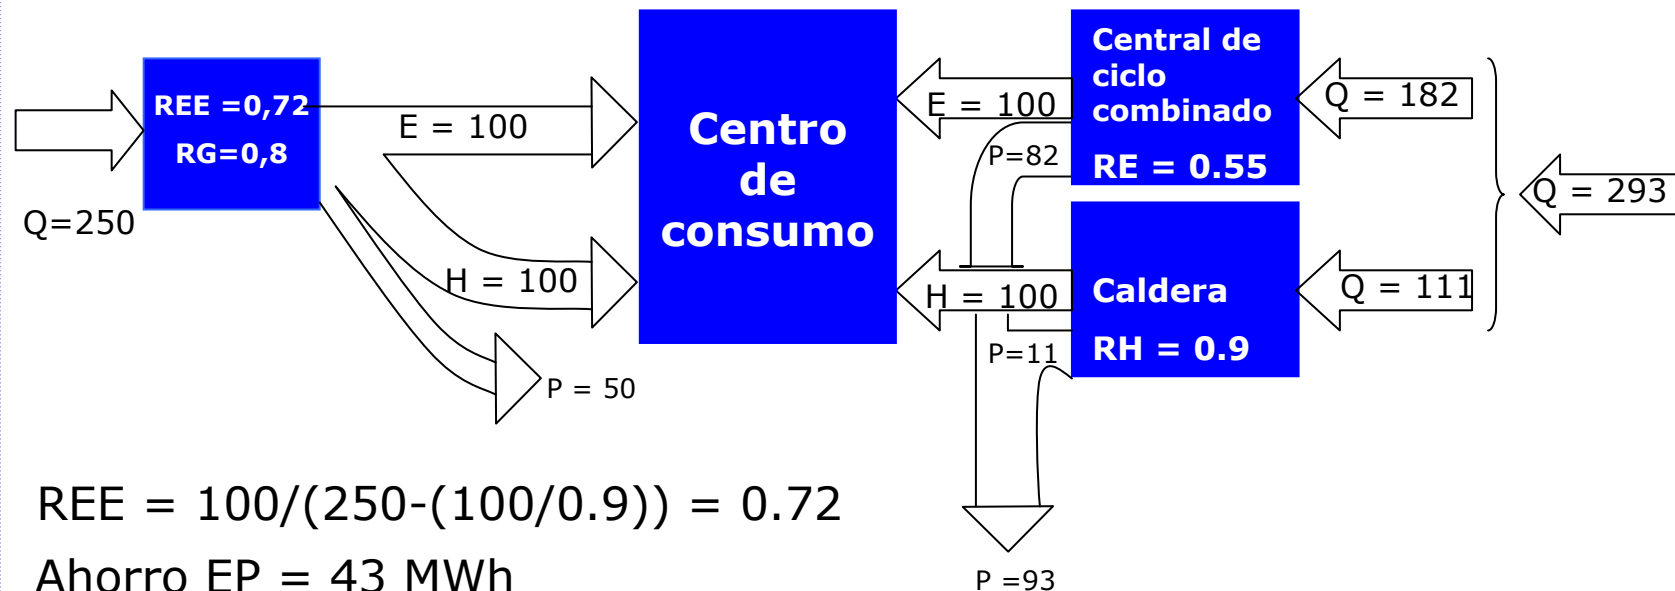 REE =0,72
RG=0,8
Q=250
E = 100
H = 100
P = 50
Centro
de
consumo
E = 100
P=82
H = 100
P=11
P =93
Central de
ciclo
combinado
RE = 0.55
Caldera
RH = 0.9
Q = 182
Q = 111
Q = 293
REE = 100/(250-(100/0.9)) = 0.72
Ahorro EP = 43 MWh